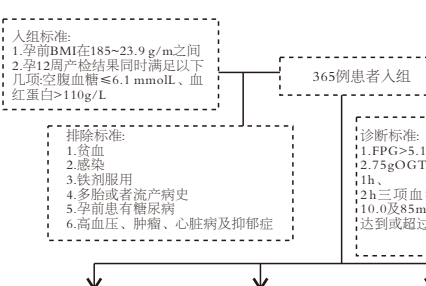 入组标准:
1.孕前BMI在185~23.9 g/m之间
2.孕12周产检结果同时满足以下
几项:空腹血糖≤6.1 mmolL、血
红蛋白>110g/L
365例患者入组
排除标准:
1.贫血
2.感染
3.铁剂服用
4.多胎或者流产病史
5.孕前患有糖尿病
6.高血压、肿瘤、心脏病及抑郁症
诊断标准:
1.FPG>5.1
2.75gOGT
1h、
2h三项血
10.0及85m
达到或超过